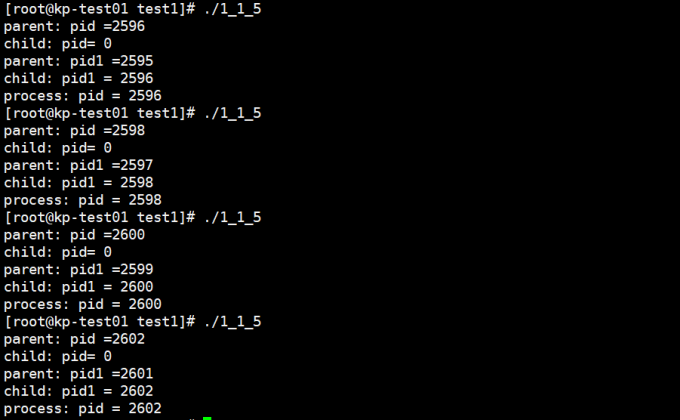 [root@kp-test01 test1]# ./1_1_5
parent: pid =2596
child: pid= 0
parent: pid1 =2595
child: pid1 = 2596
process: pid = 2596
[root@kp-test01 test1]# ./1_1_5
parent: pid =2598
child: pid= 0
parent: pid1 =2597
child: pid1 = 2598
process: pid = 2598
[root@kp-test01 test1]# ./1_1_5
parent: pid =2600
child: pid= 0
parent: pid1 =2599
child: pid1 = 2600
process: pid = 2600
[root@kp-test01 test1]# ./1_1_5
parent: pid =2602
child: pid= 0
parent: pid1 =2601
child: pid1 = 2602
process: pid = 2602